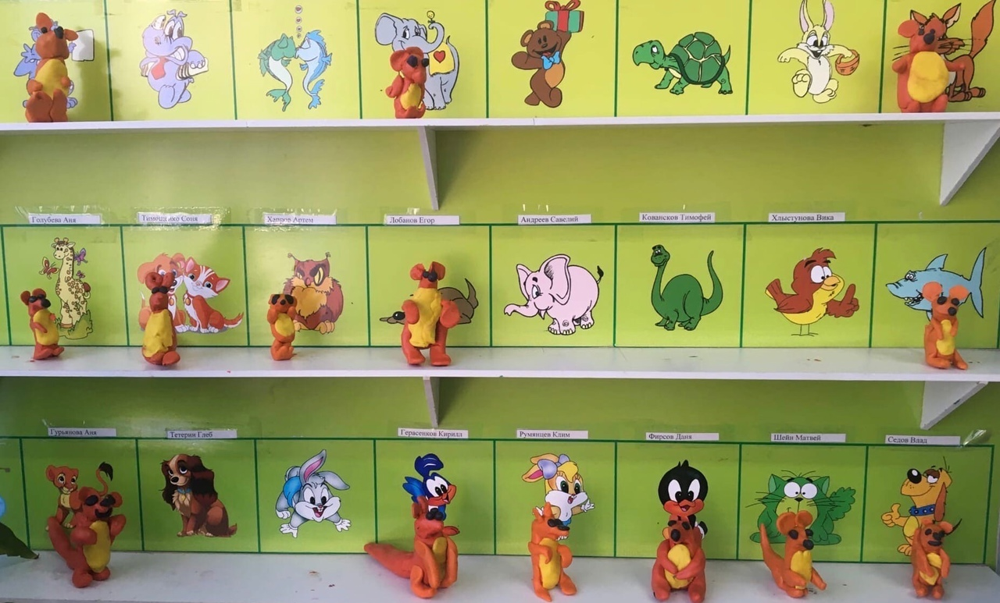 Голубева Аня
Тимощенко Соня
Хапров Артем
Лобанов Егор
Андреев Савелий
Ковансков Тимофей
Хлыстунова Вика
Гурьянова Аня
Тетерин Глеб
Герасенков Кирилл
Румянцев Клим
Фирсов Даня
Шейн Матвей
Седов Влад